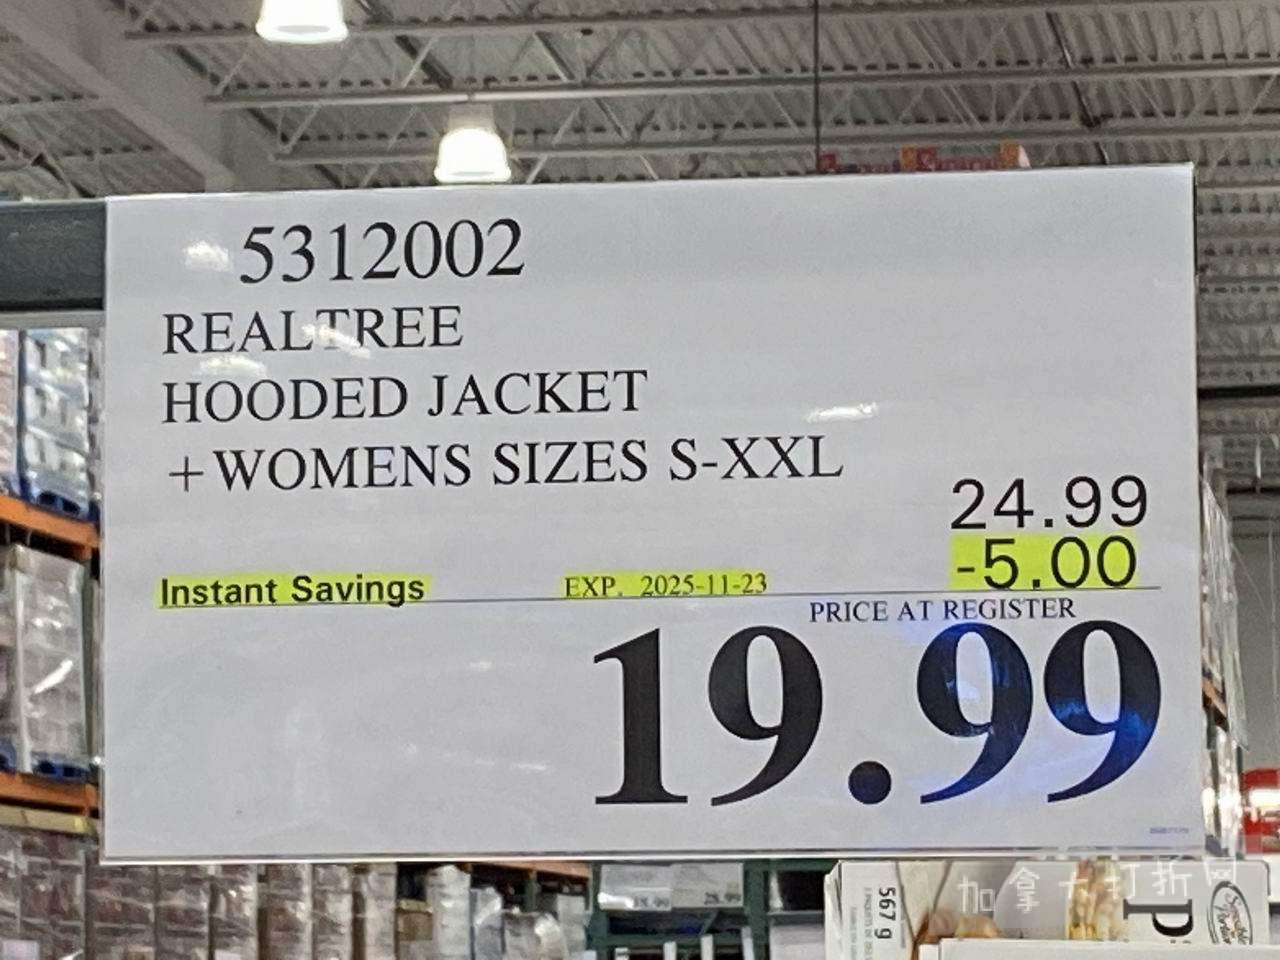 5312002
REALTREE
HOODED JACKET
+WOMENS SIZES S-XXL
24.99
-5.00
Instant Savings EXP. 2025-11-23
PRICE AT REGISTER
19.99
567 g
加拿大打折网